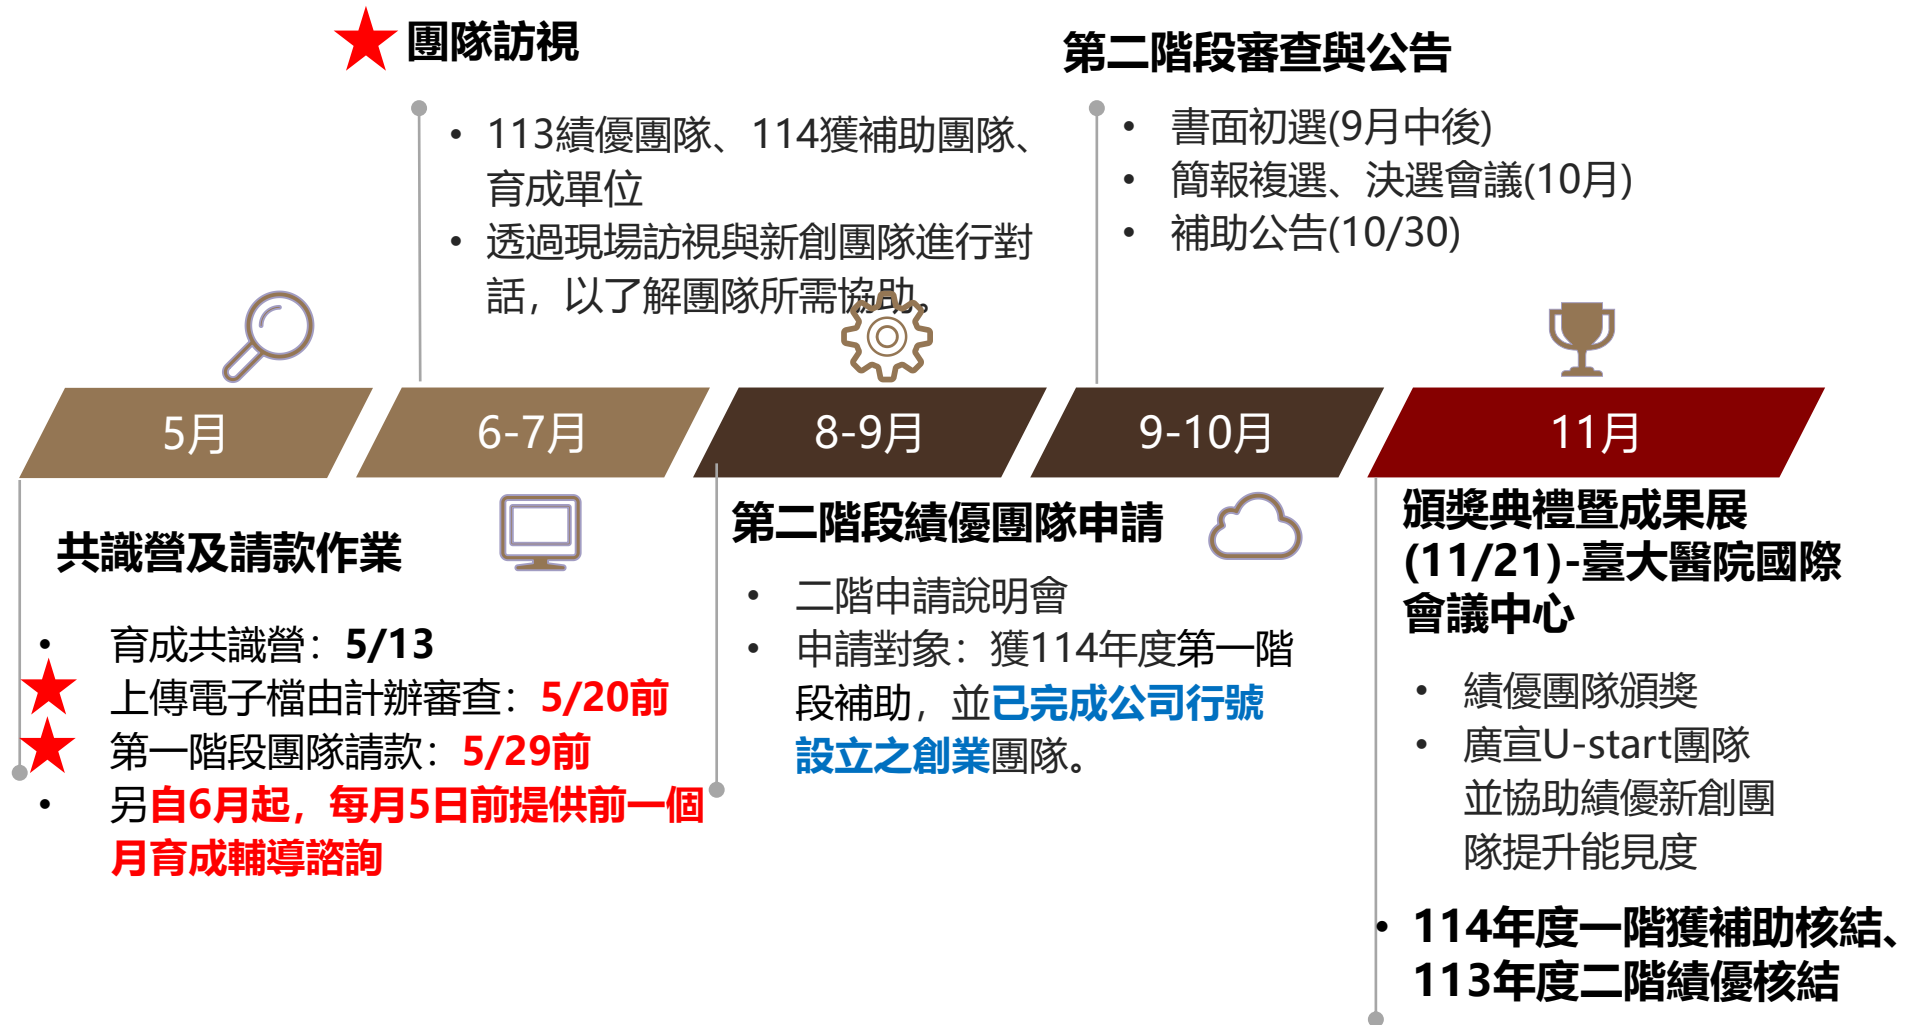 團隊訪視
• 113績優團隊、114獲補助團隊、
育成單位
• 透過現場訪視與新創團隊進行對
話，以了解團隊所需協助。
第二階段審查與公告
• 書面初選(9月中後)
• 簡報複選、決選會議(10月)
• 補助公告(10/30)
5月
6-7月
8-9月
9-10月
11月
共識營及請款作業
• 育成共識營：5/13
上傳電子檔由計辦審查：5/20前
第一階段團隊請款：5/29前
• 另自6月起，每月5日前提供前一個
月育成輔導諮詢
第二階段績優團隊申請
• 二階申請說明會
• 申請對象：獲114年度第一階
段補助，並已完成公司行號
設立之創業團隊。
頒獎典禮暨成果展
(11/21)-臺大醫院國際
會議中心
• 績優團隊頒獎
• 廣宣U-start團隊
並協助績優新創團
隊提升能見度
• 114年度一階獲補助核結、
113年度二階績優核結